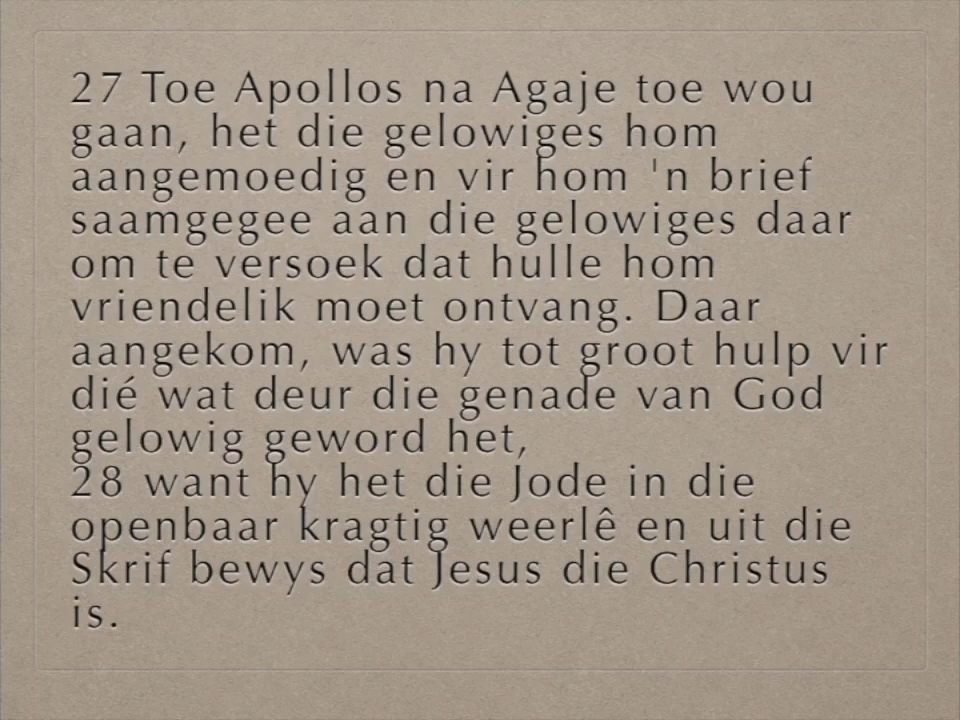 27 Toe Apollos na Agaje toe wou
gaan, het die gelowiges hom
aangemoedig en vir hom 'n brief
saamgegee aan die gelowiges daar
om te versoek dat hulle hom
vriendelik moet ontvang. Daar
aangekom, was hy tot groot hulp vir
dié wat deur die genade van God
gelowig geword het,
28 want hy het die Jode in die
openbaar kragtig weerlê en uit die
Skrif bewys dat Jesus die Christus
is.